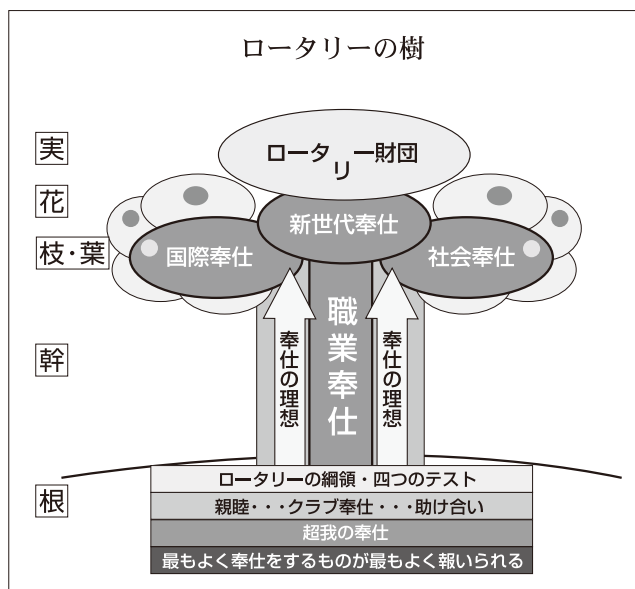 ロータリーの樹
実
ロータリー財団
花
新世代奉仕
枝・葉
国際奉仕
社会奉仕
幹
奉仕の理想
職業奉仕
奉仕の理想
根
ロータリーの綱領・四つのテスト
親睦・・・クラブ奉仕・・・助け合い
超我の奉仕
最もよく奉仕をするものが最もよく報いられる